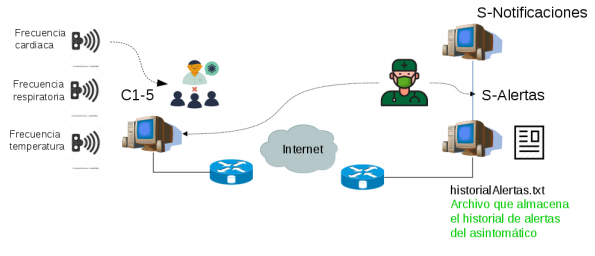 S-Notificaciones
Frecuencia
cardiaca
Frecuencia
respiratoria
C1-5
S-Alertas
Frecuencia
temperatura
Internet
historialAlertas.txt
Archivo que almacena
el historial de alertas
del asintomático